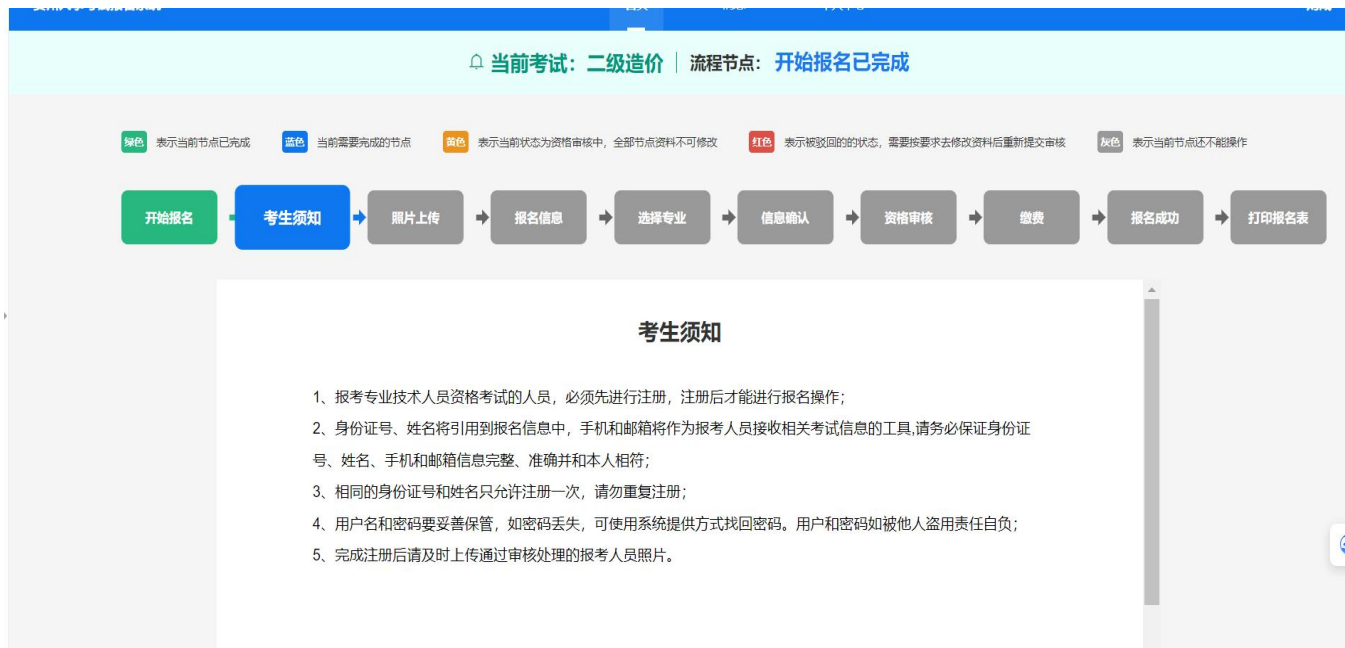 当前考试：二级造价 流程节点： 开始报名已完成
绿色 表示当前节点已完成 蓝色 当前需要完成的节点 黄色 表示当前状态为资格审核中，全部节点资料不可修改 红色 表示被驳回的的状态，需要按要求去修改资料后重新提交审核 灰色 表示当前节点还不能操作
开始报名 考生须知 照片上传 报名信息 选择专业 信息确认 资格审核 缴费 报名成功 打印报名表
考生须知
1、报考专业技术人员资格考试的人员，必须先进行注册，注册后才能进行报名操作；
2、身份证号、姓名将引用到报名信息中，手机和邮箱将作为报考人员接收相关考试信息的工具,请务必保证身份证
号、姓名、手机和邮箱信息完整、准确并和本人相符；
3、相同的身份证号和姓名只允许注册一次，请勿重复注册；
4、用户名和密码要妥善保管，如密码丢失，可使用系统提供方式找回密码。用户和密码如被他人盗用责任自负；
5、完成注册后请及时上传通过审核处理的报考人员照片。